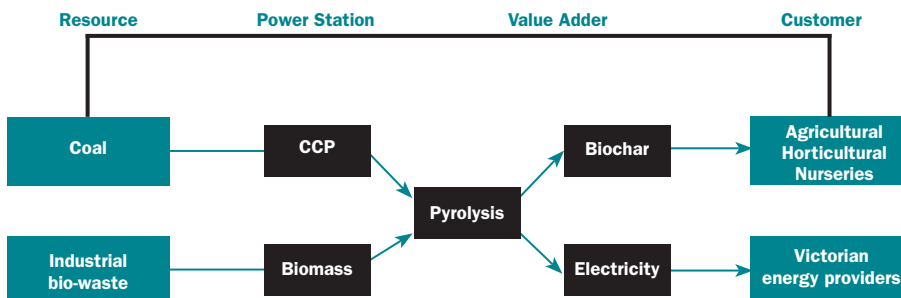 Resource Power Station Value Adder Customer
Coal
CCP
Biochar
Agricultural
Horticultural
Nurseries
Pyrolysis
Industrial
bio-waste
Biomass
Electricity
Victorian
energy providers